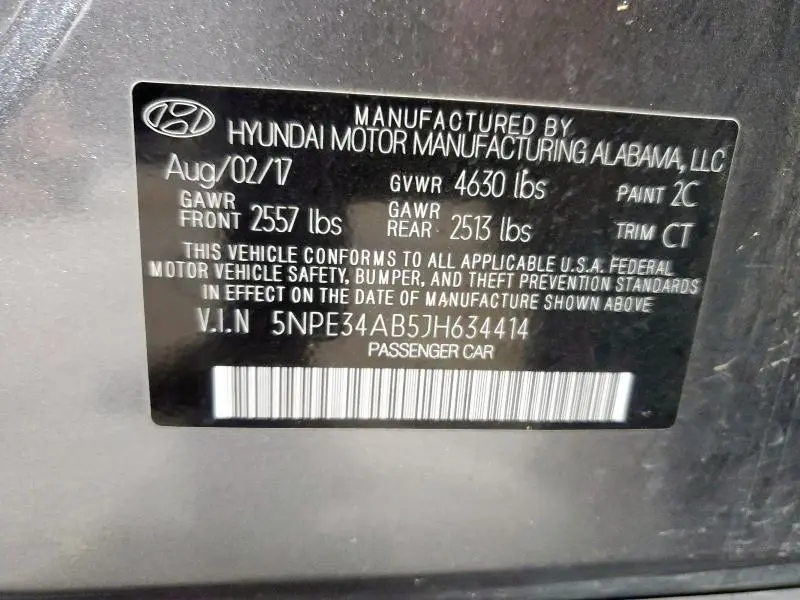 MANUFACTURED BY
HYUNDAI MOTOR MANUFACTURING ALABAMA, LLC
Aug/02/17 GVWR 4630 lbs PAINT 2C
GAWR FRONT 2557 lbs GAWR REAR 2513 lbs TRIM CT
THIS VEHICLE CONFORMS TO ALL APPLICABLE U.S.A. FEDERAL
MOTOR VEHICLE SAFETY, BUMPER, AND THEFT PREVENTION STANDARDS
IN EFFECT ON THE DATE OF MANUFACTURE SHOWN ABOVE
V.I.N 5NPE34AB5JH634414
PASSENGER CAR